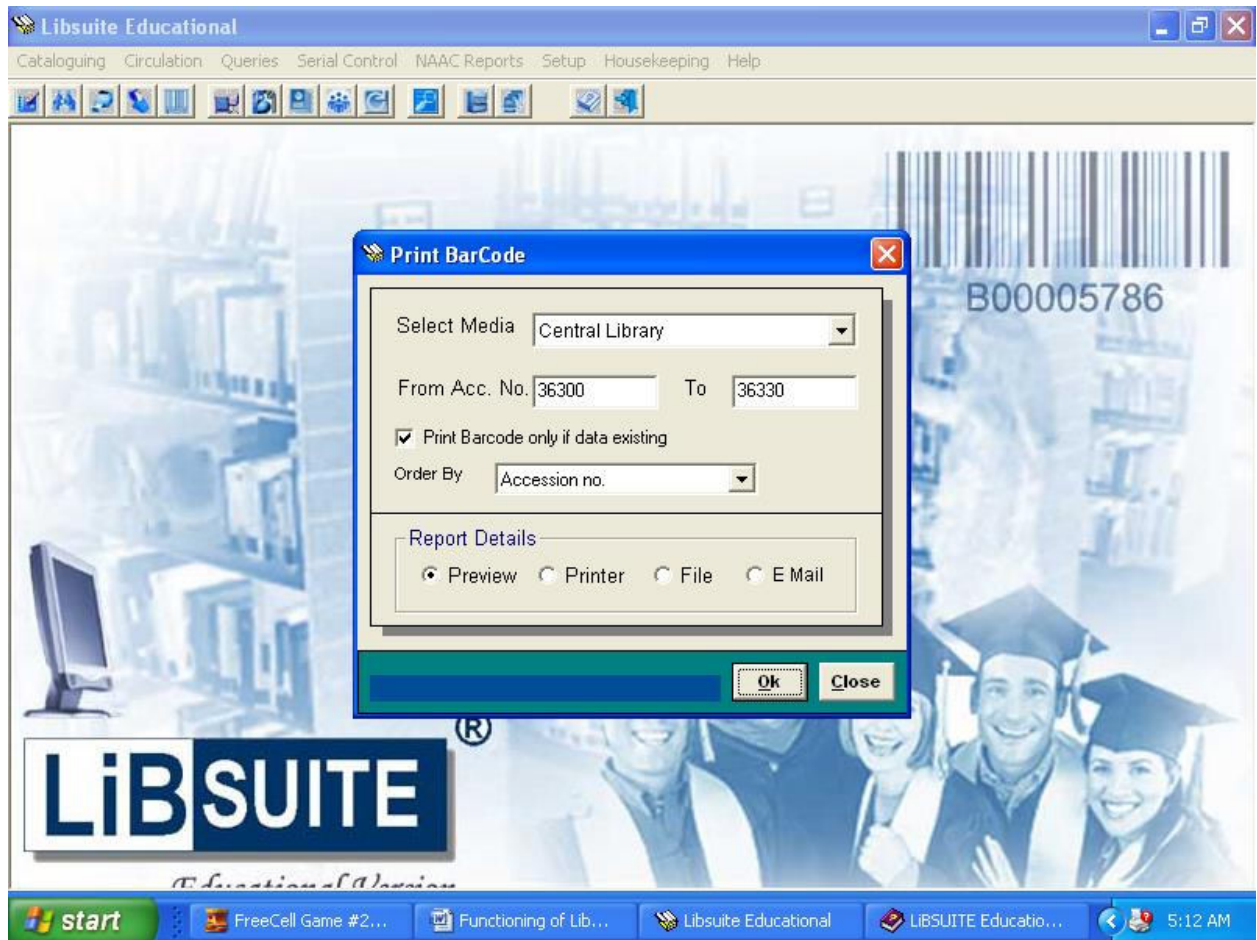 Libsuite Educational
Cataloguing Circulation Queries Serial Control NAAC Reports Setup Housekeeping Help
B00005786
Print BarCode
Select Media Central Library
From Acc. No. 36300 To 36330
Print Barcode only if data existing
Order By Accession no.
Report Details
Preview Printer File E Mail
Ok Close
®
LiBSUITE
Educational Version
start FreeCell Game #2... Functioning of Lib... Libsuite Educational LiBSUITE Educatio... 5:12 AM